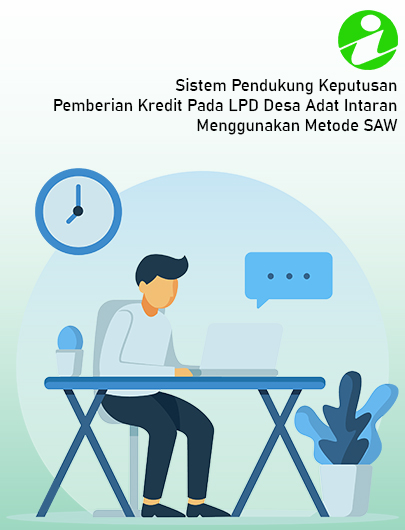 Sistem Pendukung Keputusan
Pemberian Kredit Pada LPD Desa Adat Intaran
Menggunakan Metode SAW